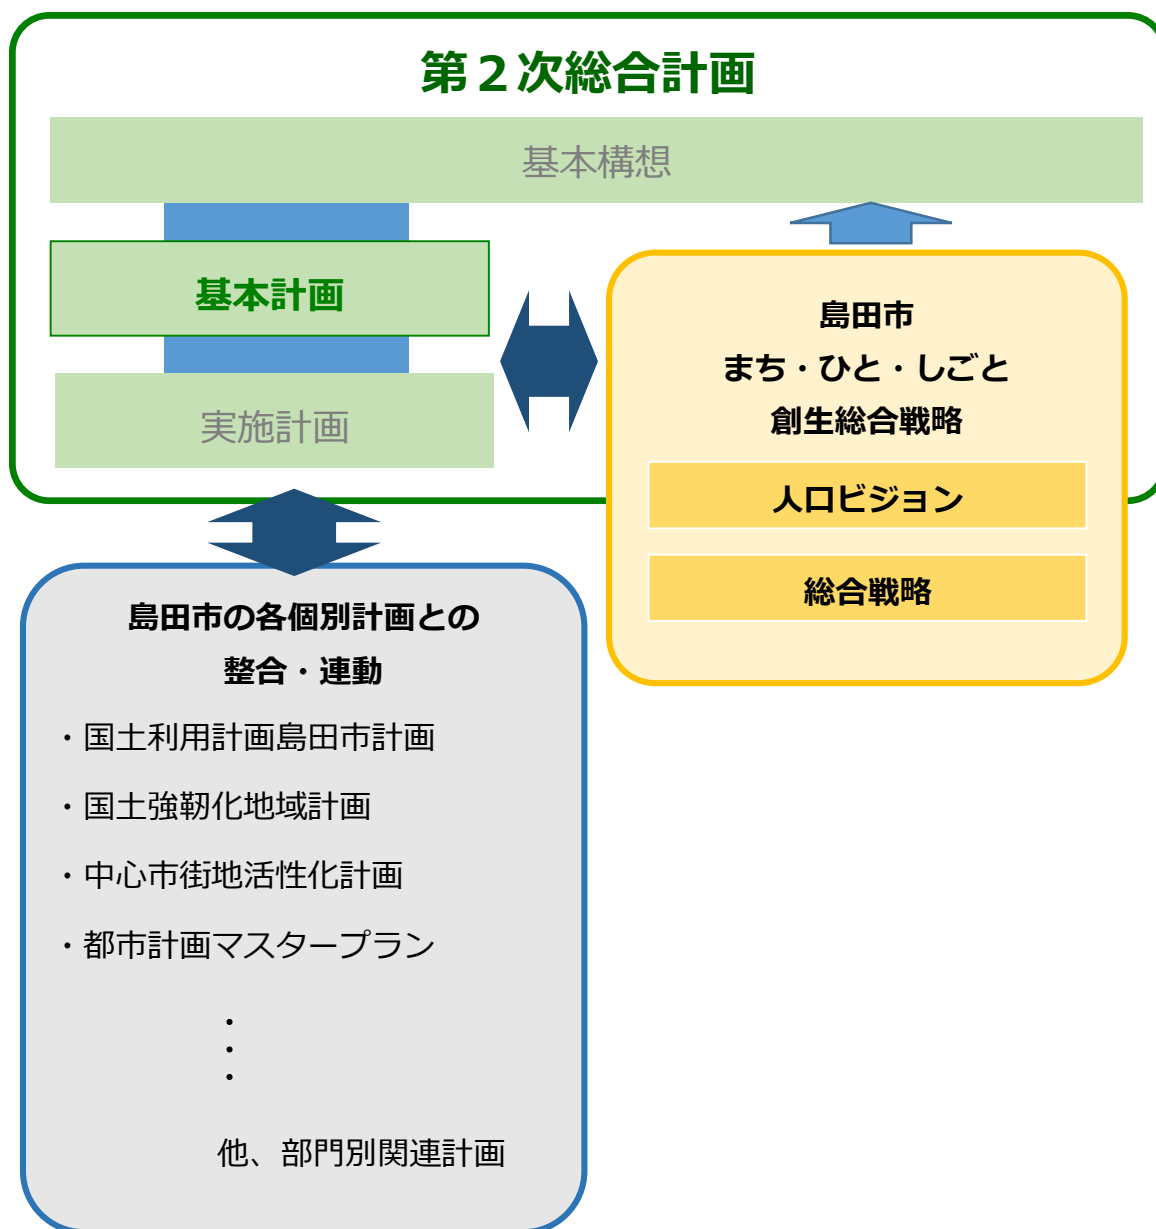 第２次総合計画
基本構想
基本計画
実施計画
島田市
まち・ひと・しごと
創生総合戦略
人口ビジョン
総合戦略
島田市の各個別計画との
整合・連動
・国土利用計画島田市計画
・国土強靭化地域計画
・中心市街地活性化計画
・都市計画マスタープラン
・
・
・
他、部門別関連計画